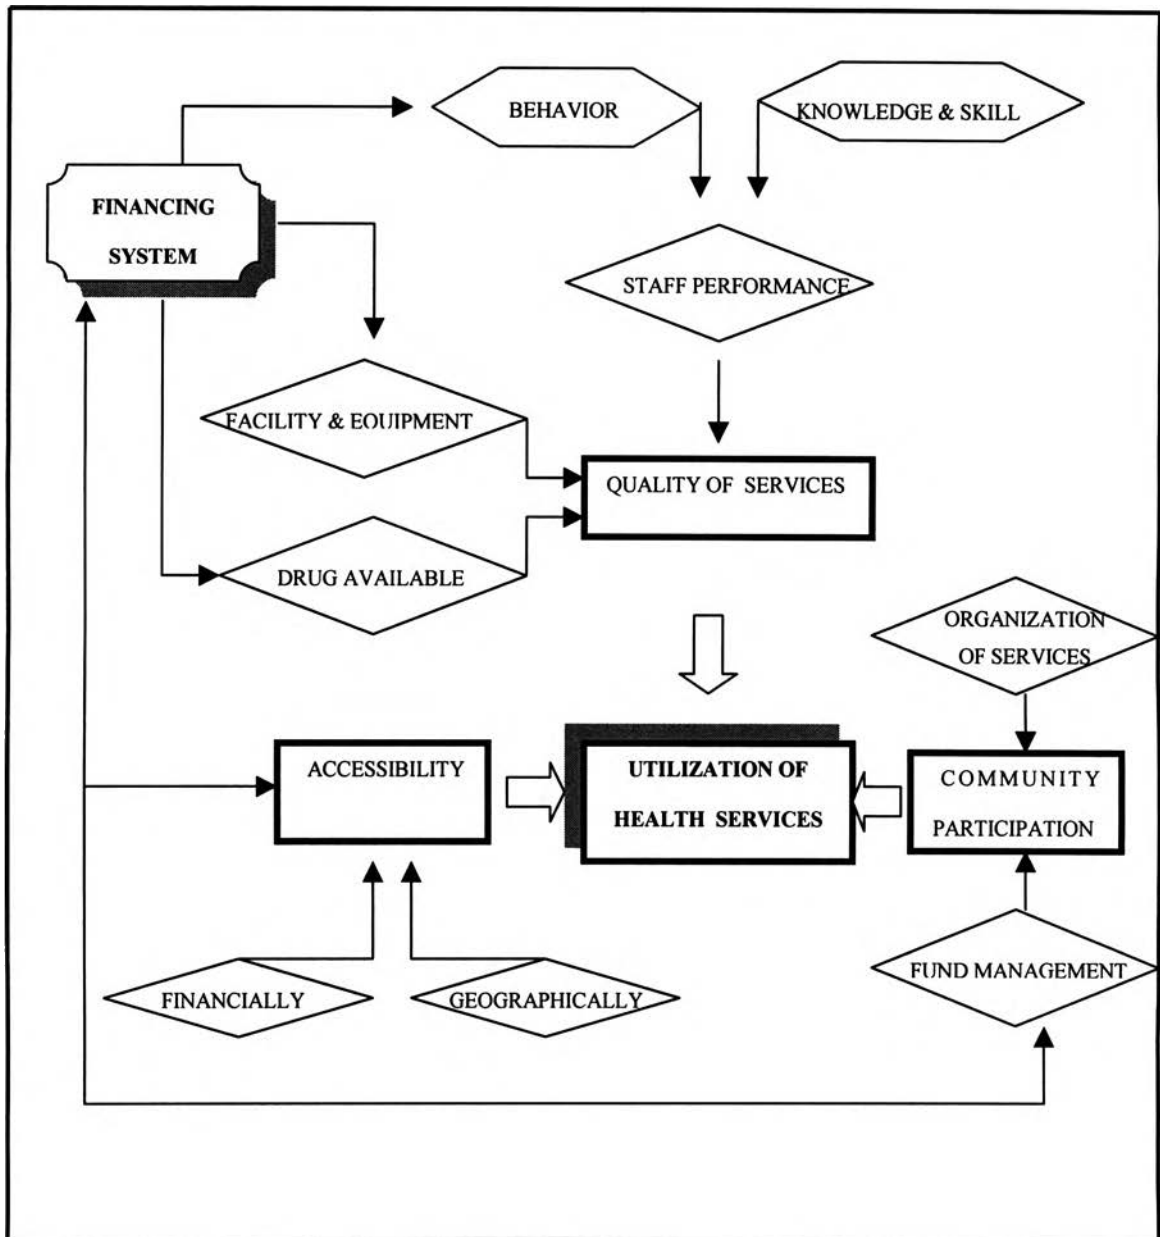 BEHAVIOR
KNOWLEDGE & SKILL
FINANCING
SYSTEM
STAFF PERFORMANCE
FACILITY & EQUIPMENT
QUALITY OF SERVICES
DRUG AVAILABLE
ORGANIZATION
OF SERVICES
ACCESSIBILITY
UTILIZATION OF
HEALTH SERVICES
COMMUNITY
PARTICIPATION
FINANCIALLY
GEOGRAPHICALLY
FUND MANAGEMENT